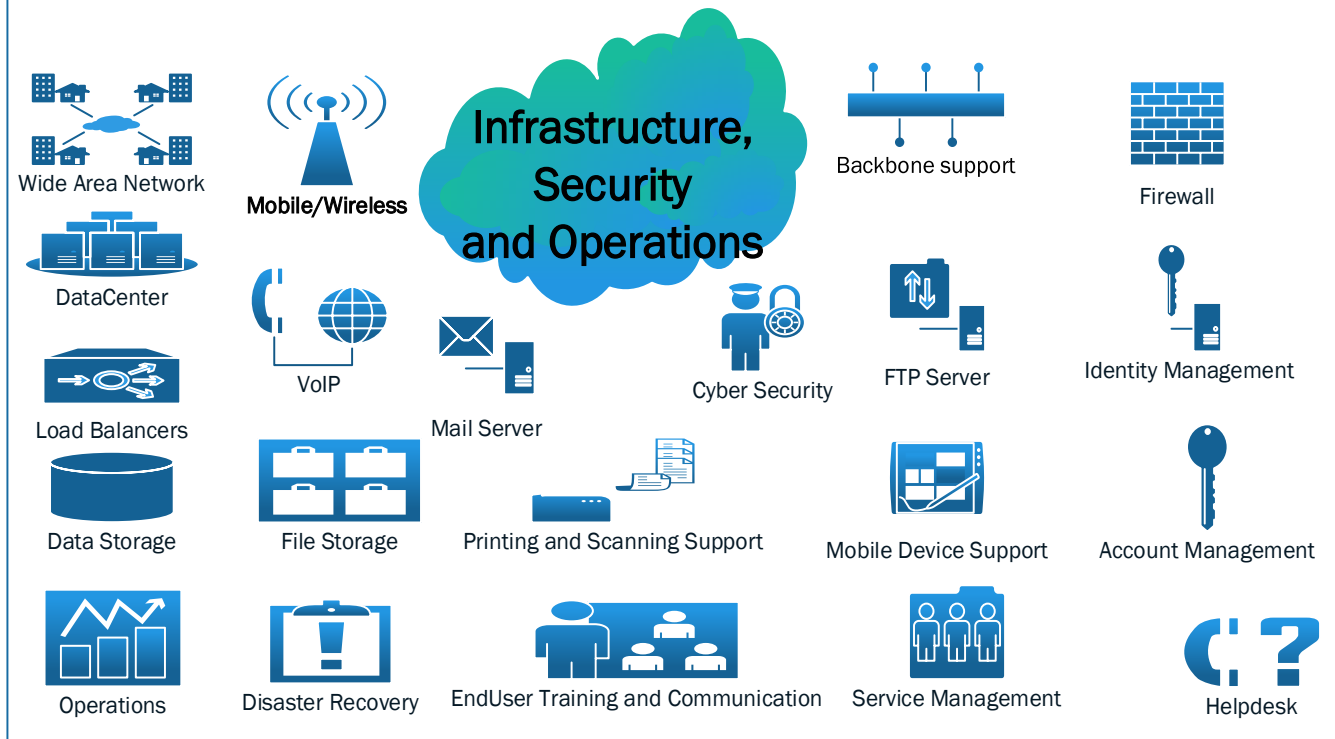 Infrastructure,
Security
and Operations
Wide Area Network
Mobile/Wireless
Backbone support
Firewall
DataCenter
VoIP
Mail Server
Cyber Security
FTP Server
Identity Management
Load Balancers
Data Storage
File Storage
Printing and Scanning Support
Mobile Device Support
Account Management
Operations
Disaster Recovery
EndUser Training and Communication
Service Management
Helpdesk